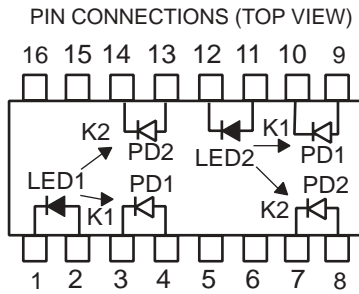 PIN CONNECTIONS (TOP VIEW)
16 15 14 13 12 11 10 9
K2 PD2 K1 PD1
LED1 PD1 LED2 PD2
K1 K2
1 2 3 4 5 6 7 8